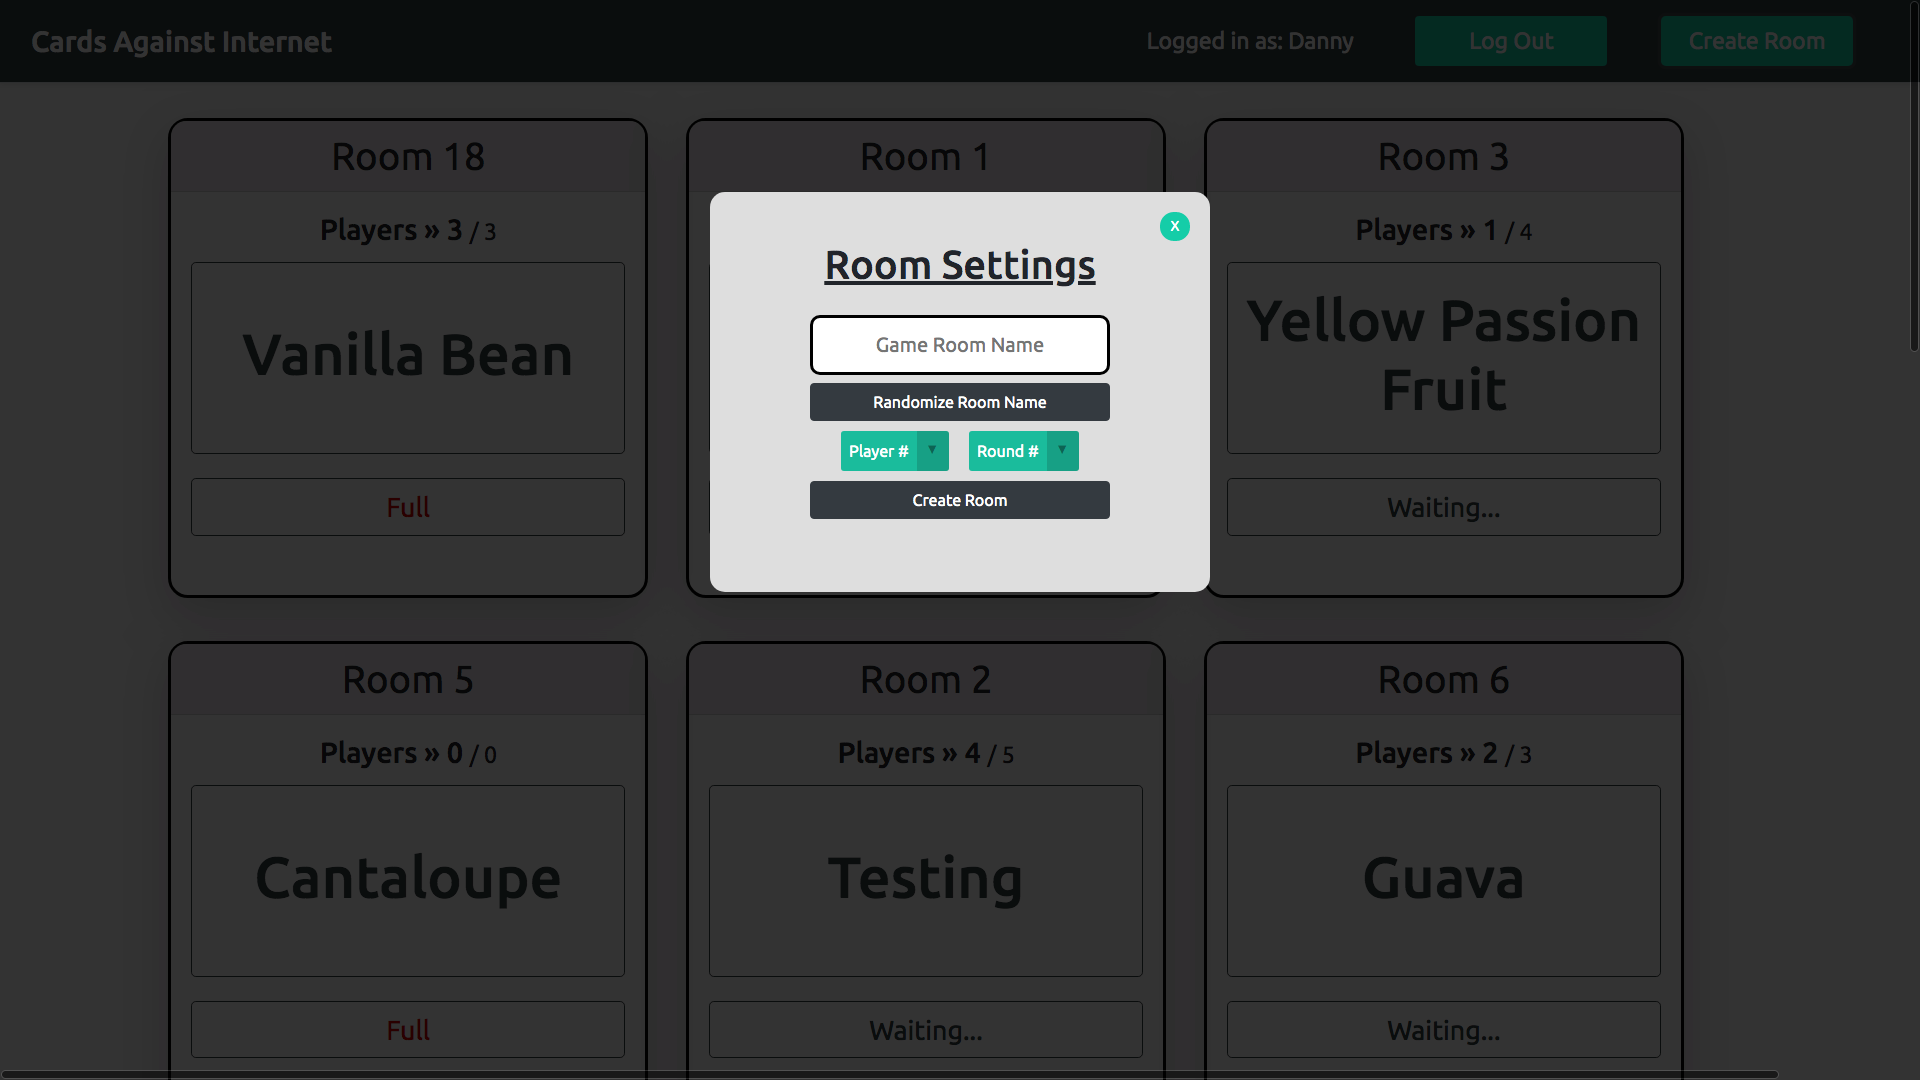 Cards Against Internet
Logged in as: Danny
Log Out
Create Room
Room 18
Players » 3 / 3
Vanilla Bean
Full
Room 1
Room 3
Players » 1 / 4
Yellow Passion
Fruit
Waiting...
X
Room Settings
Game Room Name
Randomize Room Name
Player # ▼
Round # ▼
Create Room
Room 5
Players » 0 / 0
Cantaloupe
Full
Room 2
Players » 4 / 5
Testing
Waiting...
Room 6
Players » 2 / 3
Guava
Waiting...